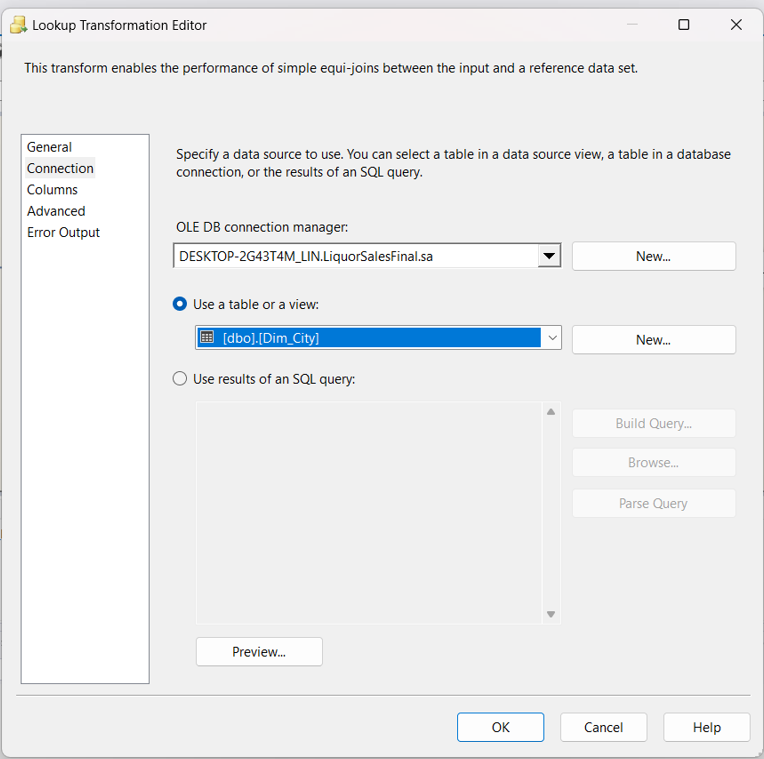 Lookup Transformation Editor
This transform enables the performance of simple equi-joins between the input and a reference data set.
General
Connection
Columns
Advanced
Error Output
Specify a data source to use. You can select a table in a data source view, a table in a database
connection, or the results of an SQL query.
OLE DB connection manager:
DESKTOP-2G43T4M_LIN.LiquorSalesFinal.sa
New...
Use a table or a view:
[dbo].[Dim_City]
New...
Use results of an SQL query:
Build Query...
Browse...
Parse Query
Preview...
OK
Cancel
Help